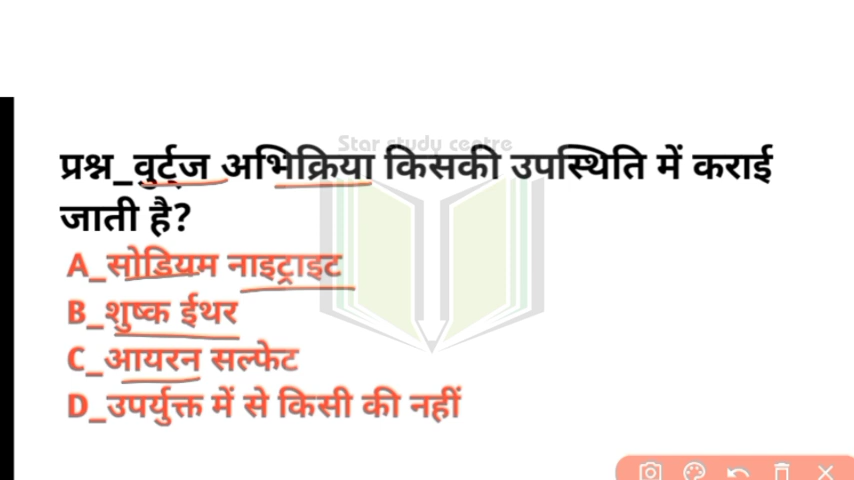 Star study centre
प्रश्न_वुर्ट्ज अभिक्रिया किसकी उपस्थिति में कराई
जाती है?
A_सोडियम नाइट्राइट
B_शुष्क ईथर
C_आयरन सल्फेट
D_उपर्युक्त में से किसी की नहीं